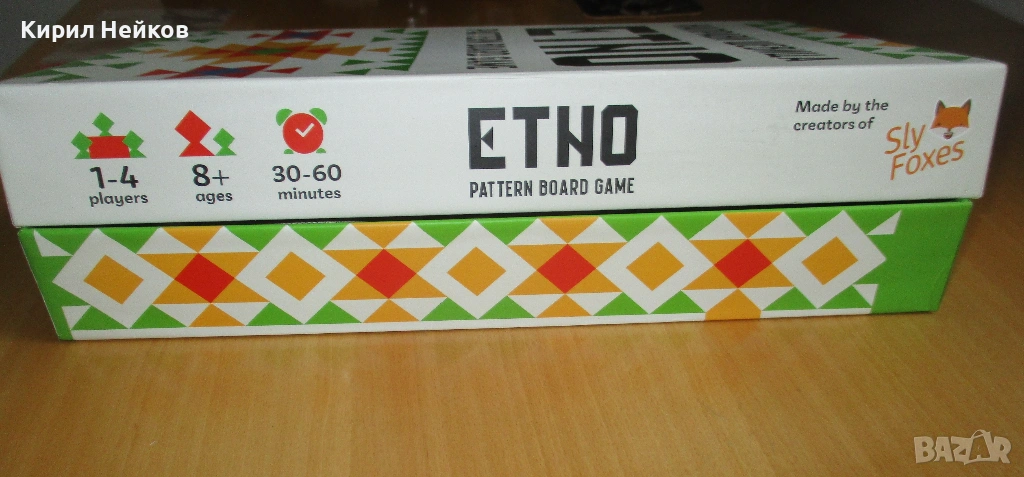 Кирил Нейков
ETNO
1-4
players
8+
ages
30-60
minutes
ETNO
PATTERN BOARD GAME
Made by the
creators of
Sly
Foxes
BAZAR